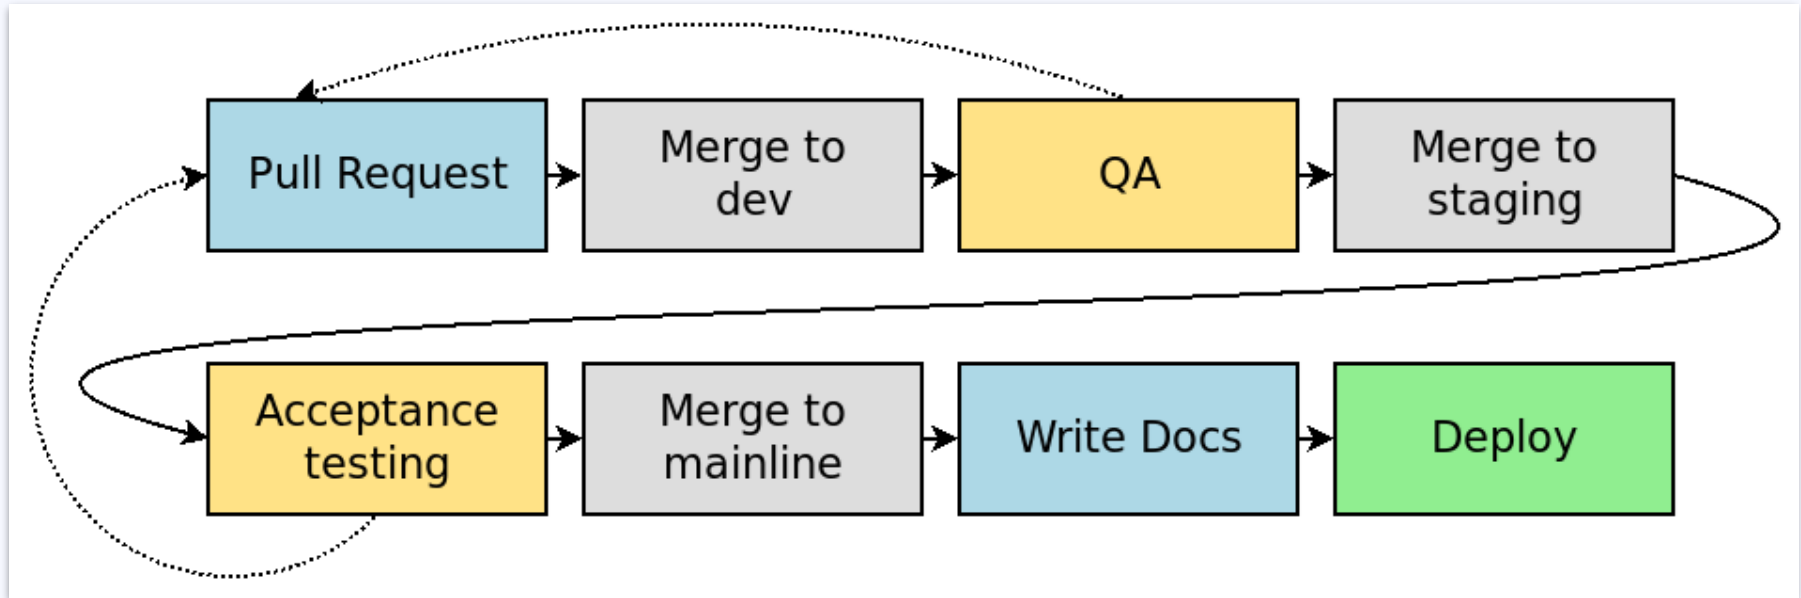 Pull Request
Merge to
dev
QA
Merge to
staging
Acceptance
testing
Merge to
mainline
Write Docs
Deploy